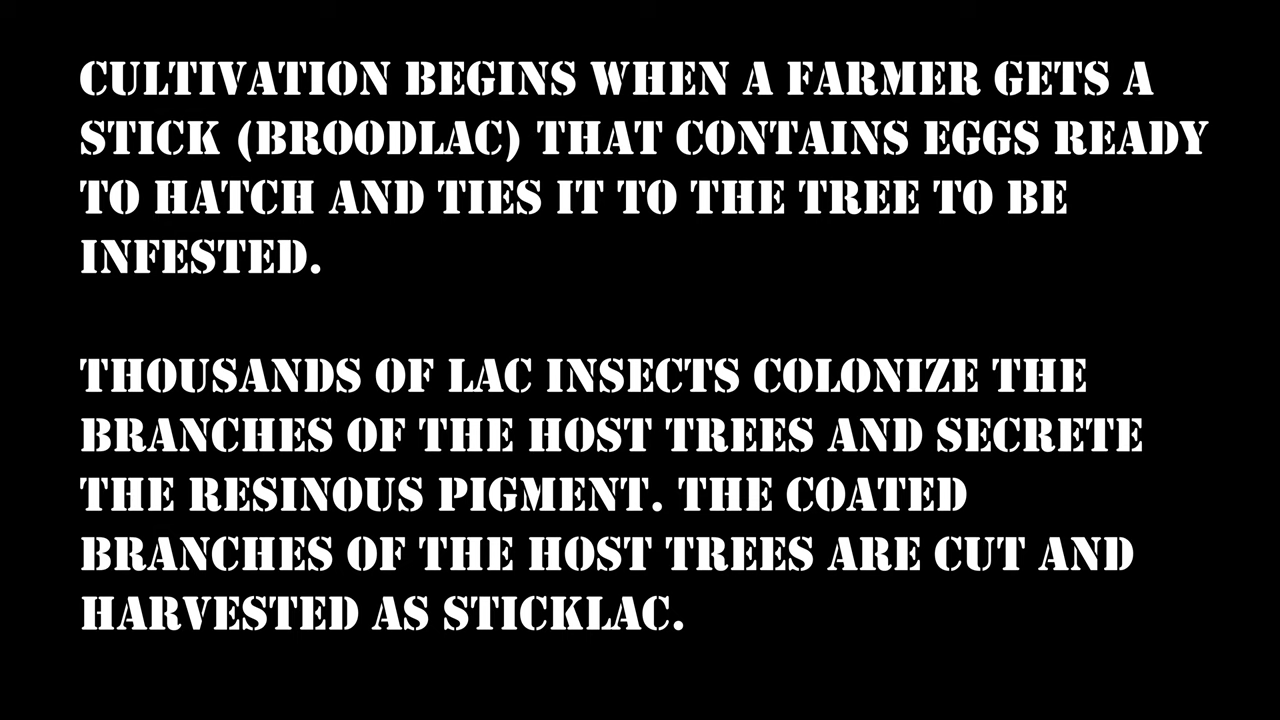 CULTIVATION BEGINS WHEN A FARMER GETS A
STICK (BROODLAC) THAT CONTAINS EGGS READY
TO HATCH AND TIES IT TO THE TREE TO BE
INFESTED.
THOUSANDS OF LAC INSECTS COLONIZE THE
BRANCHES OF THE HOST TREES AND SECRETE
THE RESINOUS PIGMENT. THE COATED
BRANCHES OF THE HOST TREES ARE CUT AND
HARVESTED AS STICKLAC.